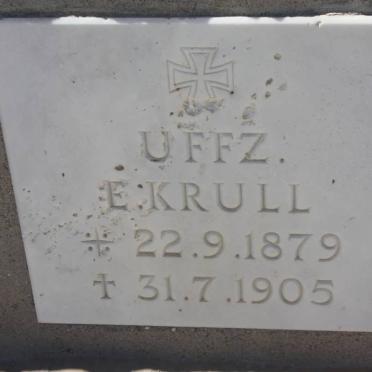 UFFZ.
E. KRULL
* 22.9.1879
† 31.7.1905